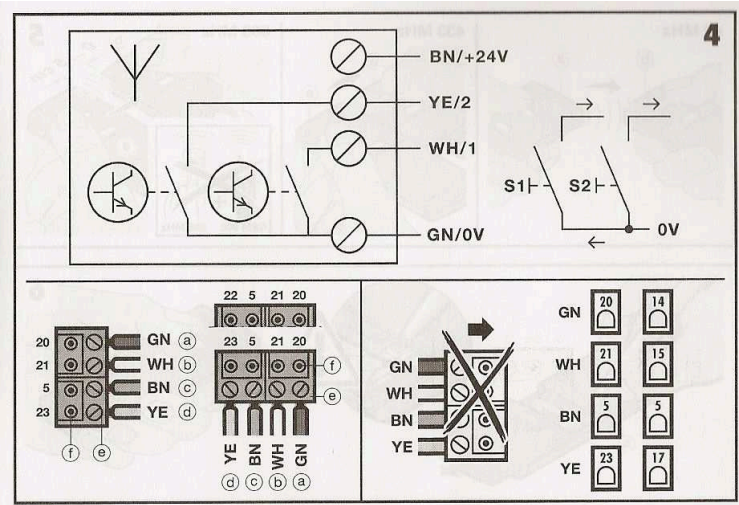 4
BN/+24V
YE/2
WH/1
GN/0V
S1
S2
0V
20 GN a
21 WH b
5 BN c
23 YE d
f e
22 5 21 20
23 5 21 20
f
e
YE BN WH GN
d c b a
GN
WH
BN
YE
GN 20 14
WH 21 15
BN 5 5
YE 23 17